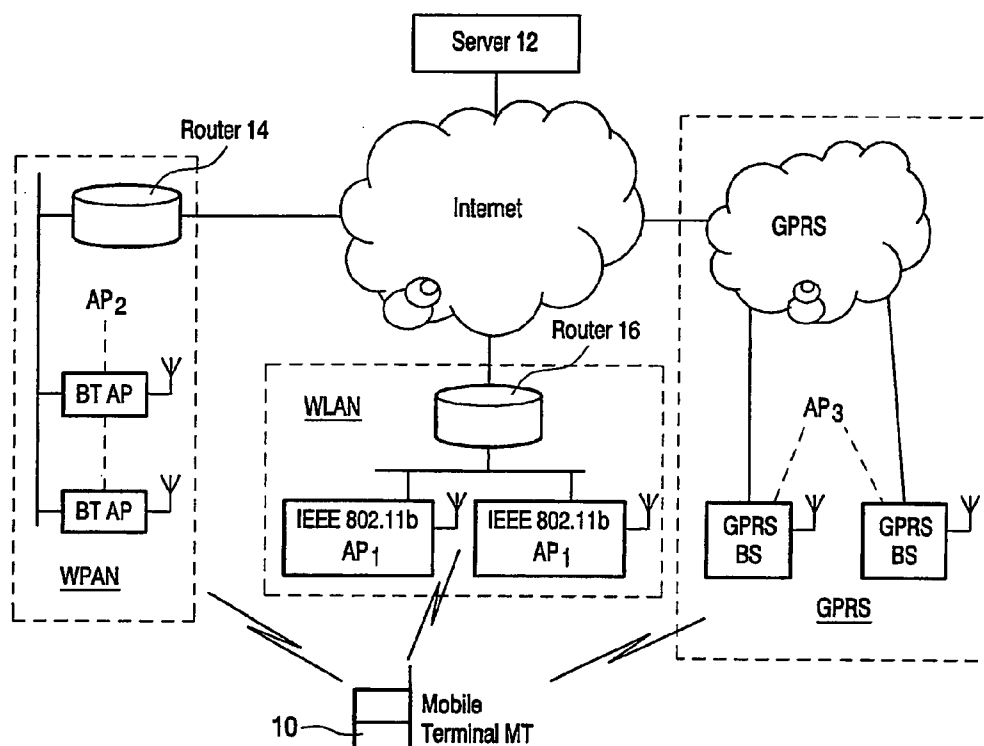 Server 12
Router 14
Internet
GPRS
AP2
Router 16
WLAN
AP3
BT AP
BT AP
IEEE 802.11b
AP1
IEEE 802.11b
AP1
GPRS
BS
GPRS
BS
WPAN
GPRS
10
Mobile
Terminal MT